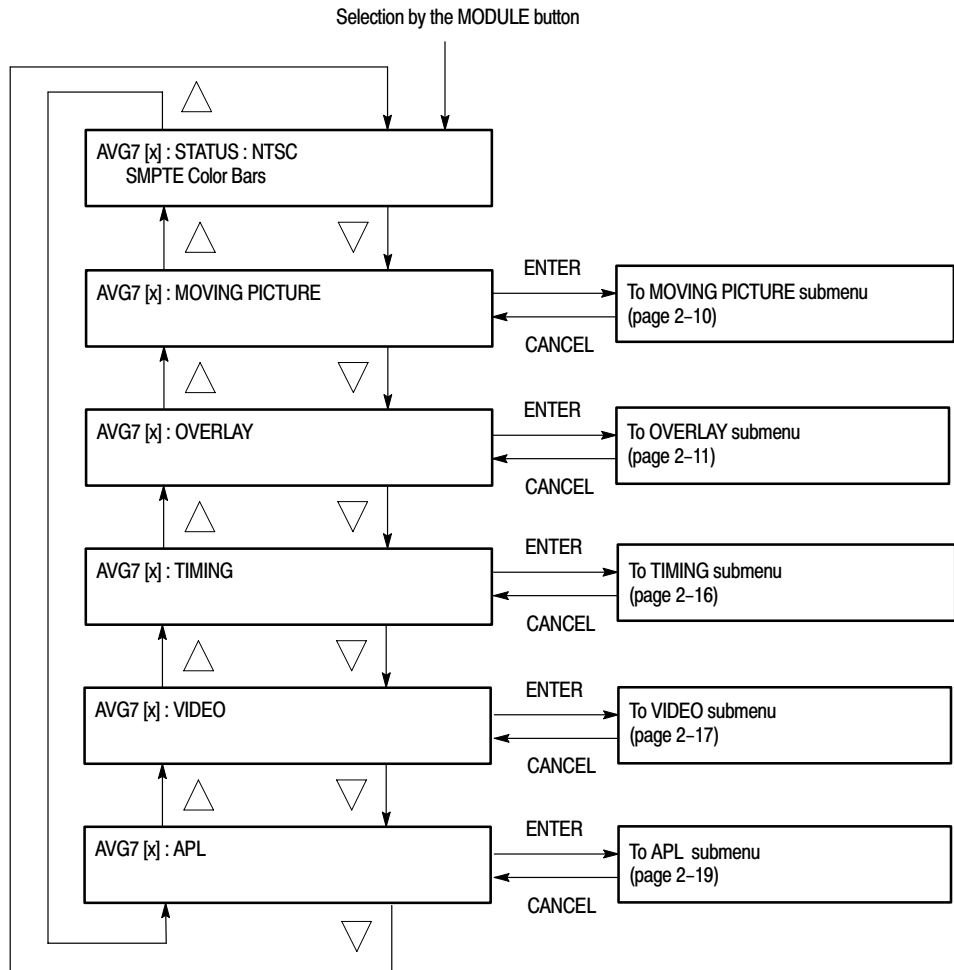 Selection by the MODULE button
AVG7 [x] : STATUS : NTSC
SMPTE Color Bars
AVG7 [x] : MOVING PICTURE
ENTER
CANCEL
To MOVING PICTURE submenu
(page 2–10)
AVG7 [x] : OVERLAY
ENTER
CANCEL
To OVERLAY submenu
(page 2–11)
AVG7 [x] : TIMING
ENTER
CANCEL
To TIMING submenu
(page 2–16)
AVG7 [x] : VIDEO
ENTER
CANCEL
To VIDEO submenu
(page 2–17)
AVG7 [x] : APL
ENTER
CANCEL
To APL submenu
(page 2–19)